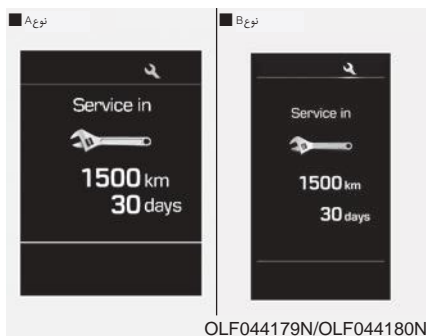 نوعA
Service in
1500 km
30 days
نوعB
Service in
1500 km
30 days
OLF044179N/OLF044180N